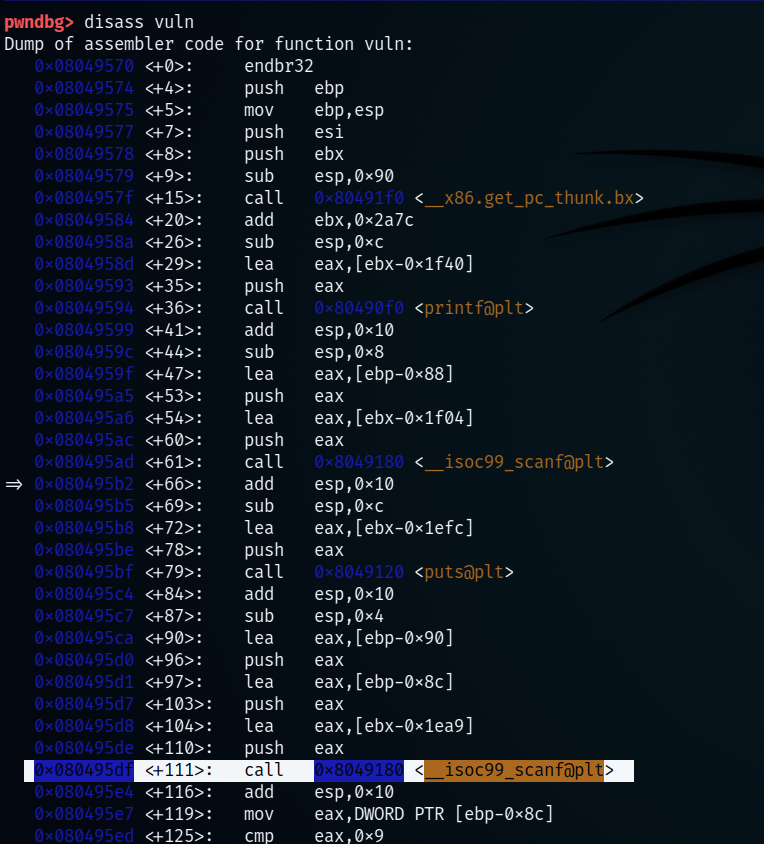 pwndbg> disass vuln
Dump of assembler code for function vuln:
0×08049570 <+0>: endbr32
0×08049574 <+4>: push ebp
0×08049575 <+5>: mov ebp,esp
0×08049577 <+7>: push esi
0×08049578 <+8>: push ebx
0×08049579 <+9>: sub esp,0×90
0×0804957f <+15>: call 0×80491f0 <__x86.get_pc_thunk.bx>
0×08049584 <+20>: add ebx,0×2a7c
0×0804958a <+26>: sub esp,0×c
0×0804958d <+29>: lea eax,[ebx-0×1f40]
0×08049593 <+35>: push eax
0×08049594 <+36>: call 0×80490f0 <printf@plt>
0×08049599 <+41>: add esp,0×10
0×0804959c <+44>: sub esp,0×8
0×0804959f <+47>: lea eax,[ebp-0×88]
0×080495a5 <+53>: push eax
0×080495a6 <+54>: lea eax,[ebx-0×1f04]
0×080495ac <+60>: push eax
0×080495ad <+61>: call 0×8049180 <__isoc99_scanf@plt>
⇒ 0×080495b2 <+66>: add esp,0×10
0×080495b5 <+69>: sub esp,0×c
0×080495b8 <+72>: lea eax,[ebx-0×1efc]
0×080495be <+78>: push eax
0×080495bf <+79>: call 0×8049120 <puts@plt>
0×080495c4 <+84>: add esp,0×10
0×080495c7 <+87>: sub esp,0×4
0×080495ca <+90>: lea eax,[ebp-0×90]
0×080495d0 <+96>: push eax
0×080495d1 <+97>: lea eax,[ebp-0×8c]
0×080495d7 <+103>: push eax
0×080495d8 <+104>: lea eax,[ebx-0×1ea9]
0×080495de <+110>: push eax
0×080495df <+111>: call 0×8049180 <__isoc99_scanf@plt>
0×080495e4 <+116>: add esp,0×10
0×080495e7 <+119>: mov eax,DWORD PTR [ebp-0×8c]
0×080495ed <+125>: cmp eax,0×9